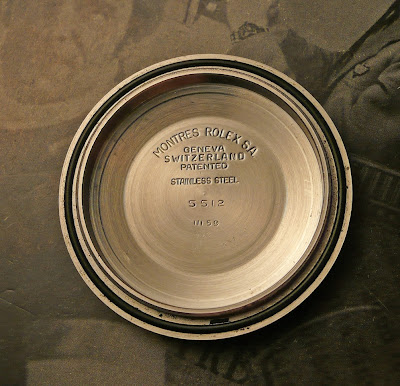 MONTRES ROLEX S.A.
GENEVA
SWITZERLAND
PATENTED
STAINLESS STEEL
5512